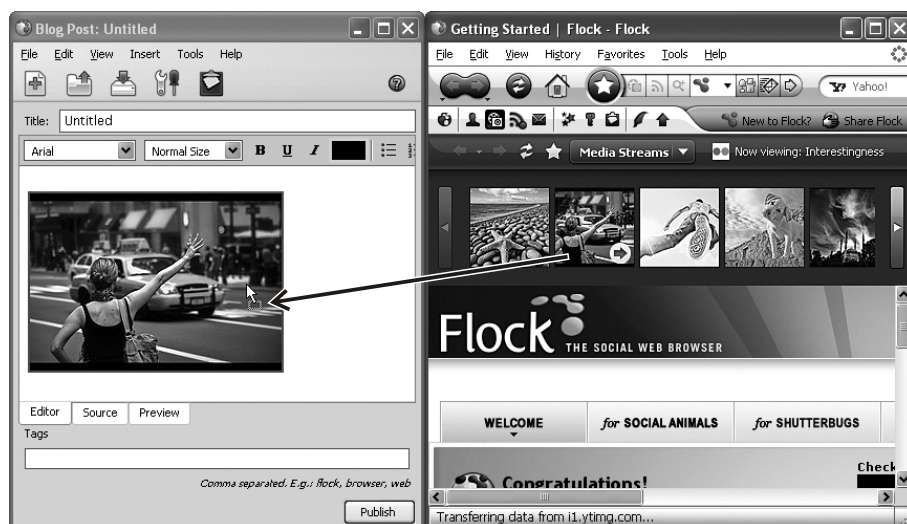 Blog Post: Untitled
File Edit View Insert Tools Help
Title: Untitled
Arial Normal Size B U I
Editor Source Preview
Tags
Comma separated. E.g.: flock, browser, web
Publish
Getting Started | Flock - Flock
File Edit View History Favorites Tools Help
Yahoo!
New to Flock? Share Flock
Media Streams Now viewing: Interestingness
Flock THE SOCIAL WEB BROWSER
WELCOME for SOCIAL ANIMALS for SHUTTERBUGS
Check
Congratulations!
Transferring data from i1.ytimg.com...